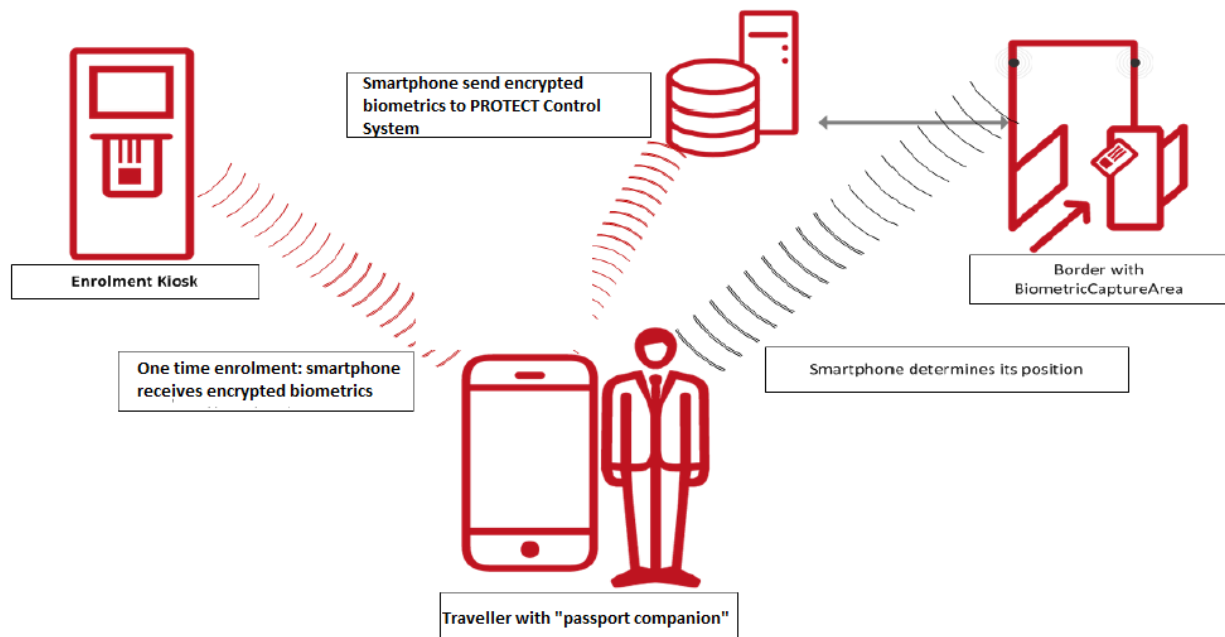 Smartphone send encrypted
biometrics to PROTECT Control
System
Enrolment Kiosk
Border with
BiometricCaptureArea
One time enrolment: smartphone
receives encrypted biometrics
Smartphone determines its position
Traveller with "passport companion"